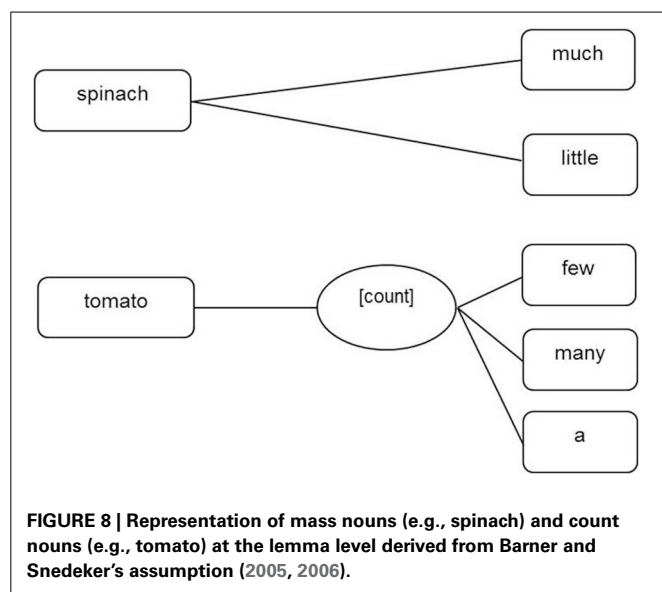 much
spinach
little
few
[count]
tomato
many
a
FIGURE 8 | Representation of mass nouns (e.g., spinach) and count
nouns (e.g., tomato) at the lemma level derived from Barner and
Snedeker's assumption (2005, 2006).